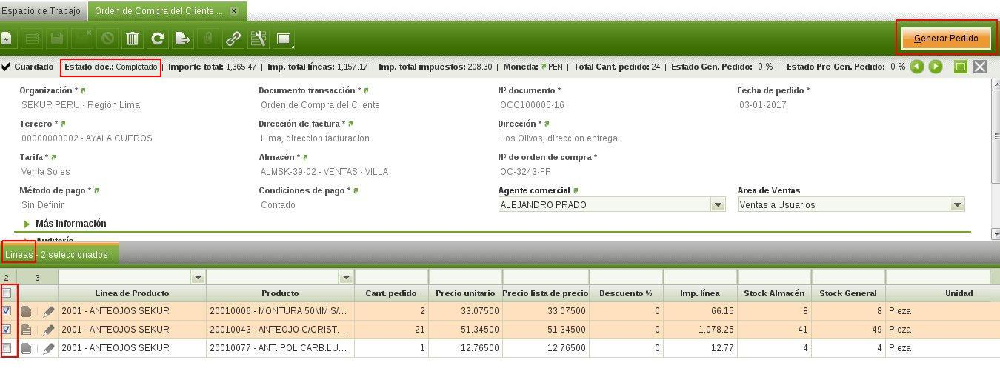 Espacio de Trabajo Orden de Compra del Cliente ... x
Generar Pedido
Guardado | Estado doc.: Completado | Importe total: 1,365.47 | Imp. total líneas: 1,157.17 | Imp. total impuestos: 208.30 | Moneda: PEN | Total Cant. pedido: 24 | Estado Gen. Pedido: 0 % | Estado Pre-Gen. Pedido: 0 %
Organización * Documento transacción * Nº documento * Fecha de pedido *
SEKUR PERU - Región Lima Orden de Compra del Cliente OCC100005-16 03-01-2017
Tercero * Dirección de factura * Dirección *
00000000002 - AYALA CUEROS Lima, direccion facturacion Los Olivos, direccion entrega
Tarifa * Almacén * Nº de orden de compra *
Venta Soles ALMSK-39-02 - VENTAS - VILLA OC-3243-FF
Método de pago * Condiciones de pago * Agente comercial Area de Ventas
Sin Definir Contado ALEJANDRO PRADO Ventas a Usuarios
Más Información
Auditoría
Lineas - 2 seleccionados
2 3
Linea de Producto Producto Cant. pedido Precio unitario Precio lista de precio Descuento % Imp. línea Stock Almacén Stock General Unidad
2001 - ANTEOJOS SEKUR 20010006 - MONTURA 50MM S/... 2 33.07500 33.07500 0 66.15 8 8 Pieza
2001 - ANTEOJOS SEKUR 20010043 - ANTEOJO C/CRIST... 21 51.34500 51.34500 0 1,078.25 41 49 Pieza
2001 - ANTEOJOS SEKUR 20010077 - ANT. POLICARB.LU... 1 12.76500 12.76500 0 12.77 4 4 Pieza